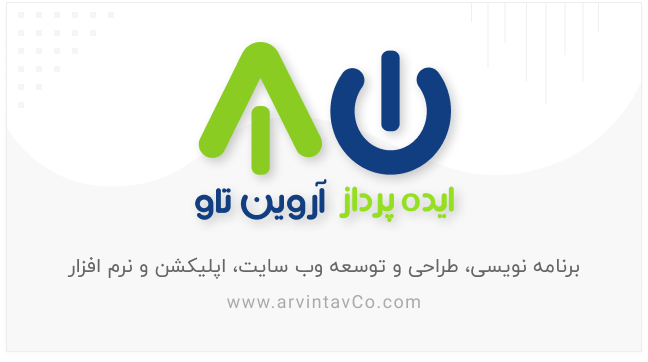 ایده پرداز آروین تاو
برنامه نویسی، طراحی و توسعه وب سایت، اپلیکشن و نرم افزار
www.arvintavCo.com